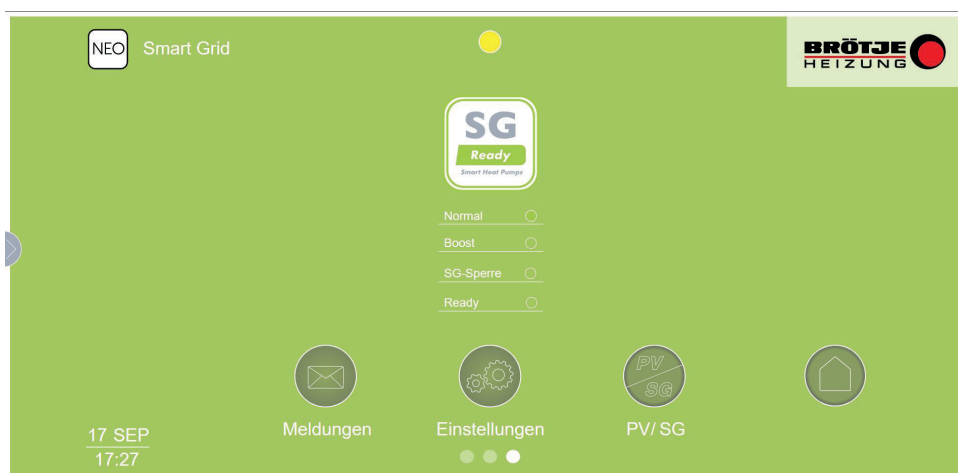 NEO Smart Grid
BRÖTJE
HEIZUNG
SG
Ready
Smart Heat Pumps
Normal
Boost
SG-Sperre
Ready
PV
SG
Meldungen Einstellungen PV/ SG
17 SEP
17:27